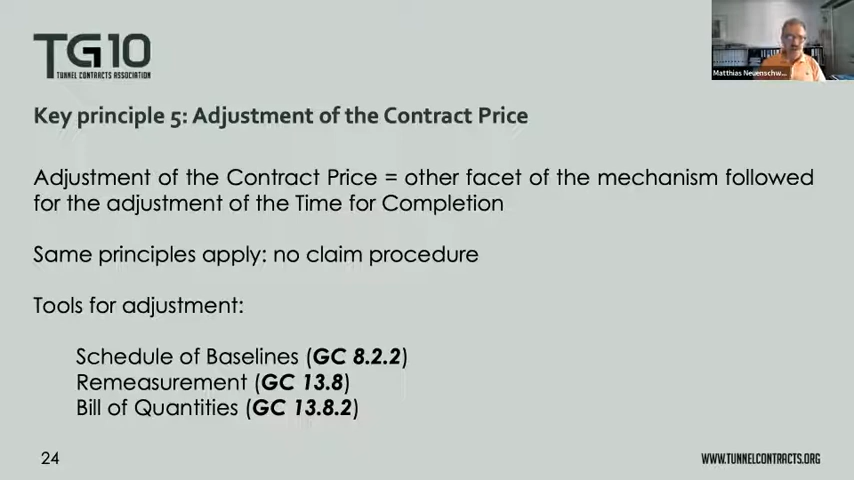 TG10
TUNNEL CONTRACTS ASSOCIATION
Matthias Neuenschw...
Key principle 5: Adjustment of the Contract Price
Adjustment of the Contract Price = other facet of the mechanism followed
for the adjustment of the Time for Completion
Same principles apply: no claim procedure
Tools for adjustment:
Schedule of Baselines (GC 8.2.2)
Remeasurement (GC 13.8)
Bill of Quantities (GC 13.8.2)
24
WWW.TUNNELCONTRACTS.ORG